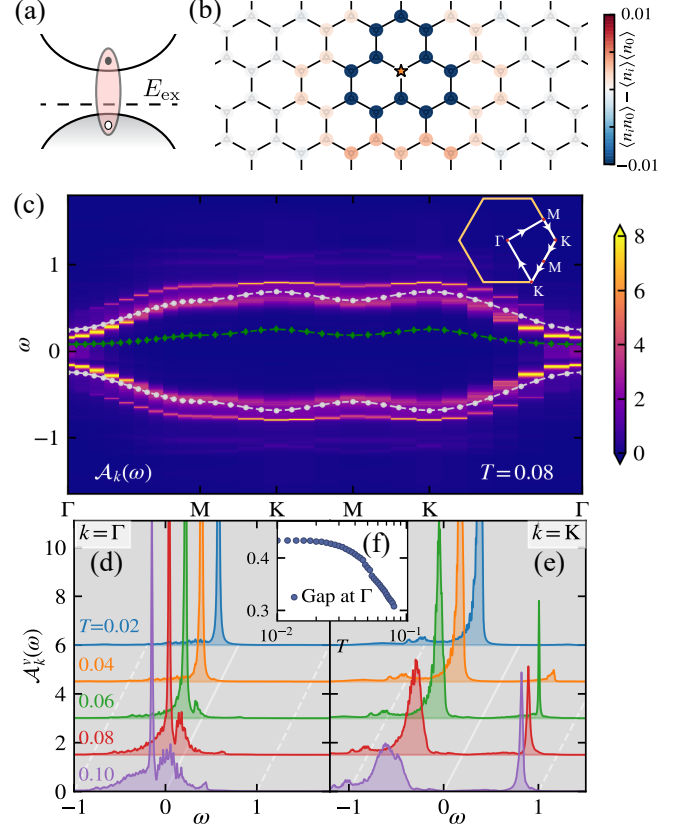 (a)
E_ex
(b)
0.01
−0.01
⟨n_i n_0⟩ − ⟨n_i⟩⟨n_0⟩
(c)
ω
1
0
−1
M
Γ
K
M
K
𝒜_k(ω)
T = 0.08
8
6
4
2
0
Γ
M
K
M
K
Γ
k = Γ
(d)
𝒜_k^v(ω)
10
8
6
4
2
0
T=0.02
0.04
0.06
0.08
0.10
−1
0
1
ω
(f)
0.4
0.3
Gap at Γ
10^−2
10^−1
T
k = K
(e)
−1
0
1
ω